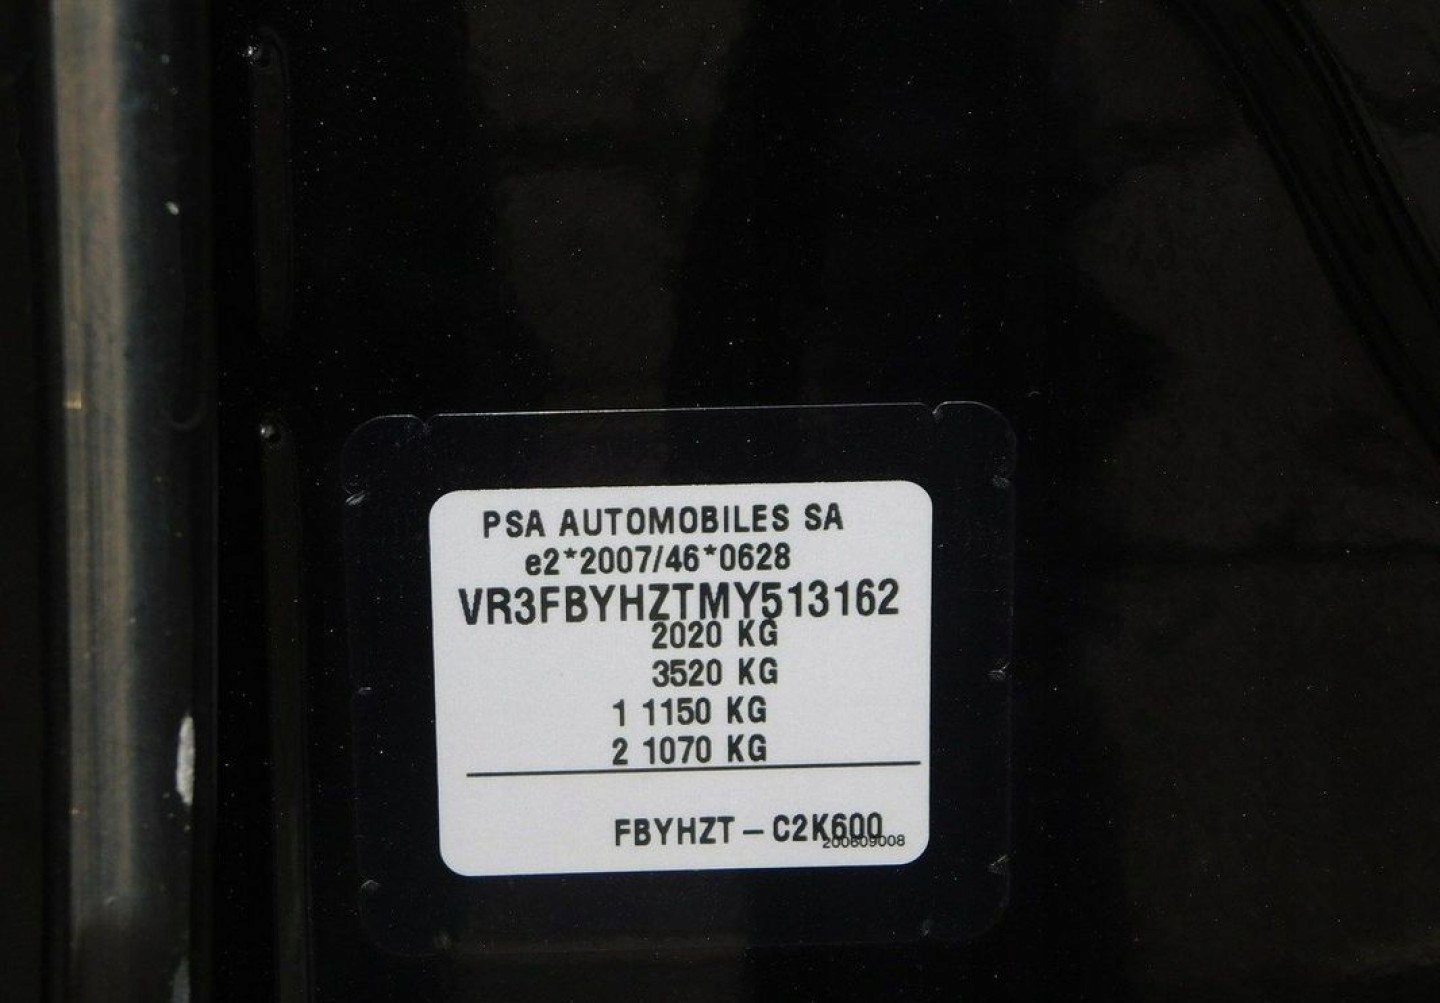 PSA AUTOMOBILES SA
e2*2007/46*0628
VR3FBYHZTMY513162
2020 KG
3520 KG
1 1150 KG
2 1070 KG
FBYHZT – C2K600
200609008